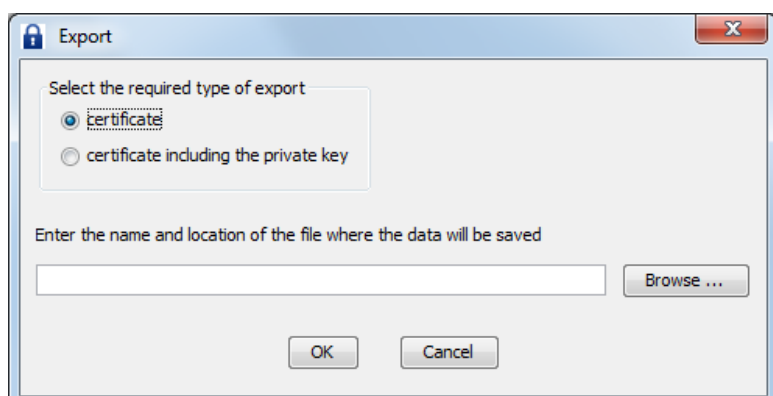 Export
Select the required type of export
certificate
certificate including the private key
Enter the name and location of the file where the data will be saved
Browse ...
OK Cancel